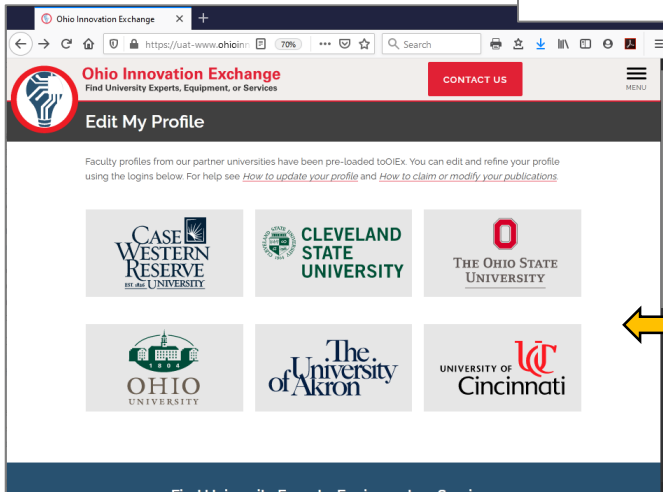 Ohio Innovation Exchange
https://uat-www.ohioinn
70%
Search
Ohio Innovation Exchange
Find University Experts, Equipment, or Services
CONTACT US
MENU
Edit My Profile
Faculty profiles from our partner universities have been pre-loaded toOIEx. You can edit and refine your profile
using the logins below. For help see How to update your profile and How to claim or modify your publications.
CASE
WESTERN
RESERVE
EST. 1826 UNIVERSITY
CLEVELAND
STATE
UNIVERSITY
THE OHIO STATE
UNIVERSITY
1804
OHIO
UNIVERSITY
The
University
of Akron
UNIVERSITY OF
UC
Cincinnati